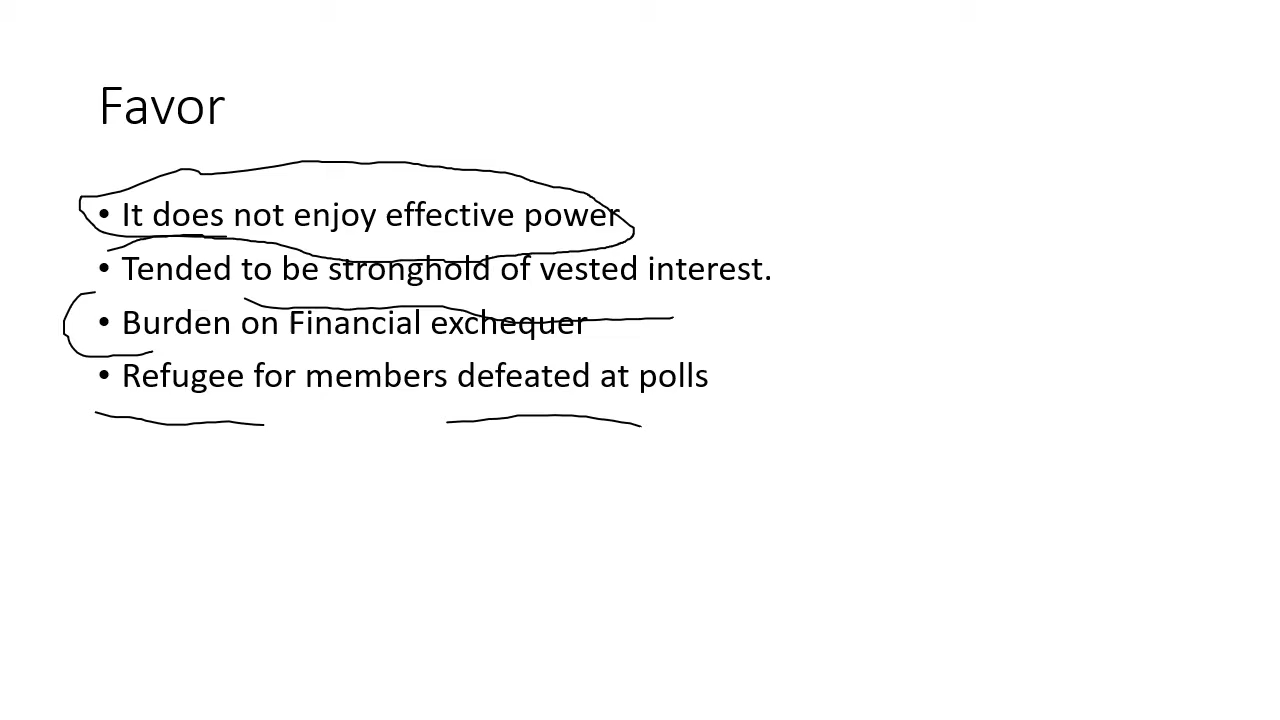 Favor
• It does not enjoy effective power
• Tended to be stronghold of vested interest.
• Burden on Financial exchequer
• Refugee for members defeated at polls